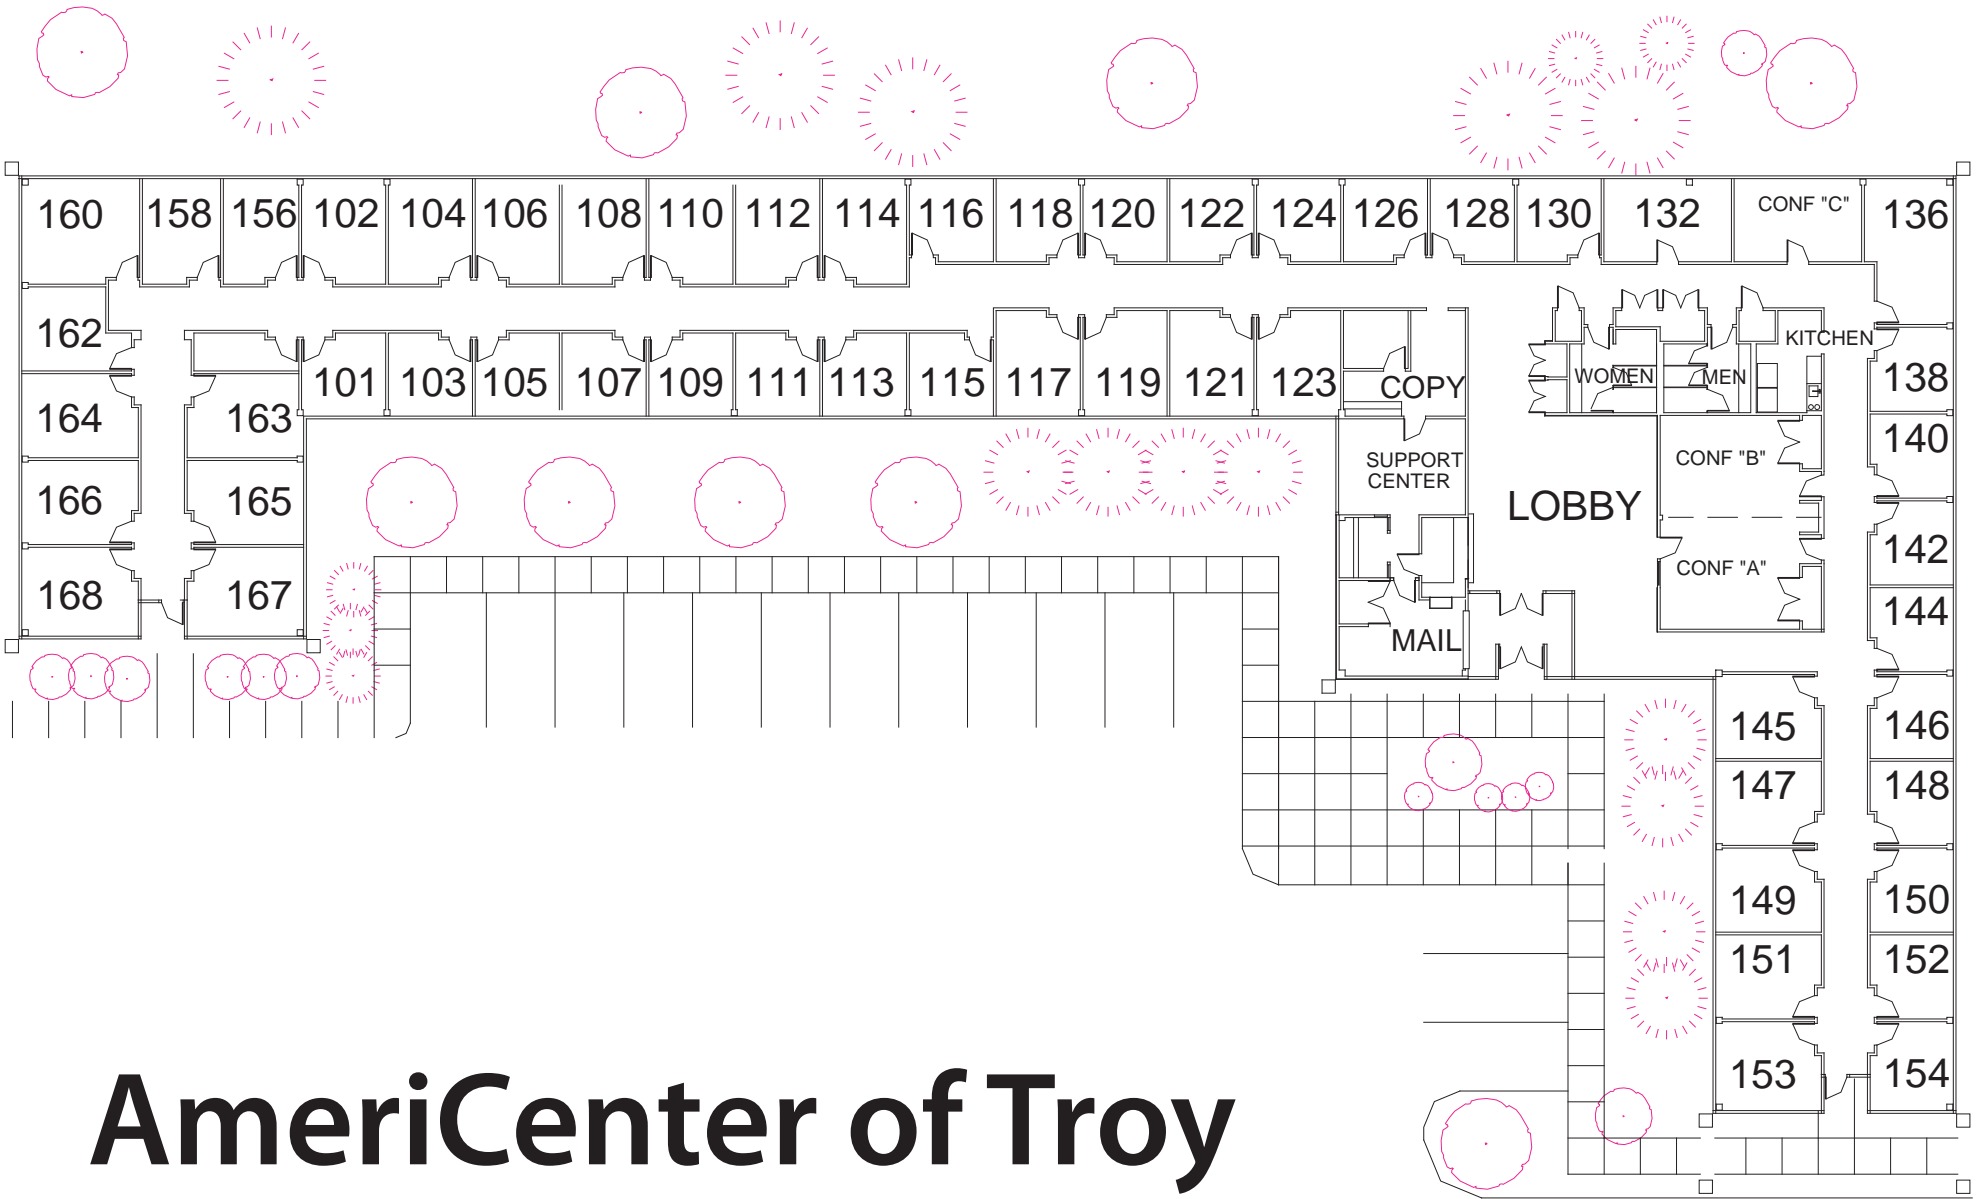 160 158 156 102 104 106 108 110 112 114 116 118 120 122 124 126 128 130 132 CONF "C" 136
162
KITCHEN
101 103 105 107 109 111 113 115 117 119 121 123 COPY WOMEN MEN 138
164 163
140
SUPPORT
CENTER
CONF "B"
166 165
LOBBY
142
CONF "A"
168 167
144
MAIL
145 146
147 148
149 150
151 152
153 154
AmeriCenter of Troy